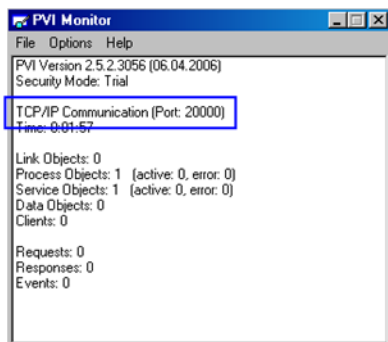 PVI Monitor
File Options Help
PVI Version 2.5.2.3056 (06.04.2006)
Security Mode: Trial
TCP/IP Communication (Port: 20000)
Time: 0:01:57
Link Objects: 0
Process Objects: 1 (active: 0, error: 0)
Service Objects: 1 (active: 0, error: 0)
Data Objects: 0
Clients: 0
Requests: 0
Responses: 0
Events: 0